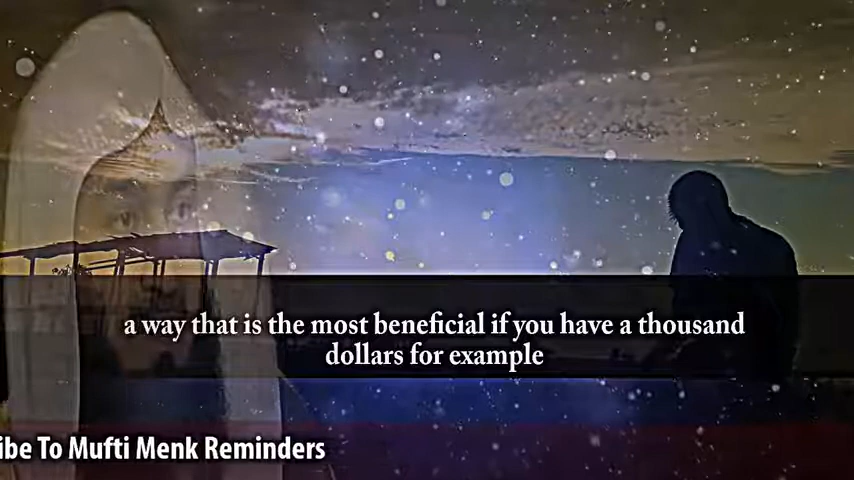 a way that is the most beneficial if you have a thousand
dollars for example
ibe To Mufti Menk Reminders